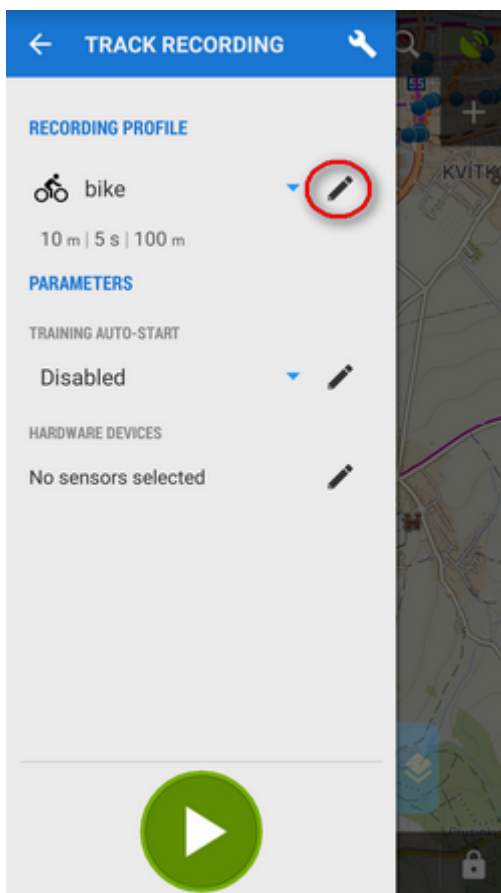 TRACK RECORDING
55
KVÍTK
RECORDING PROFILE
bike
10 m | 5 s | 100 m
PARAMETERS
TRAINING AUTO-START
Disabled
HARDWARE DEVICES
No sensors selected